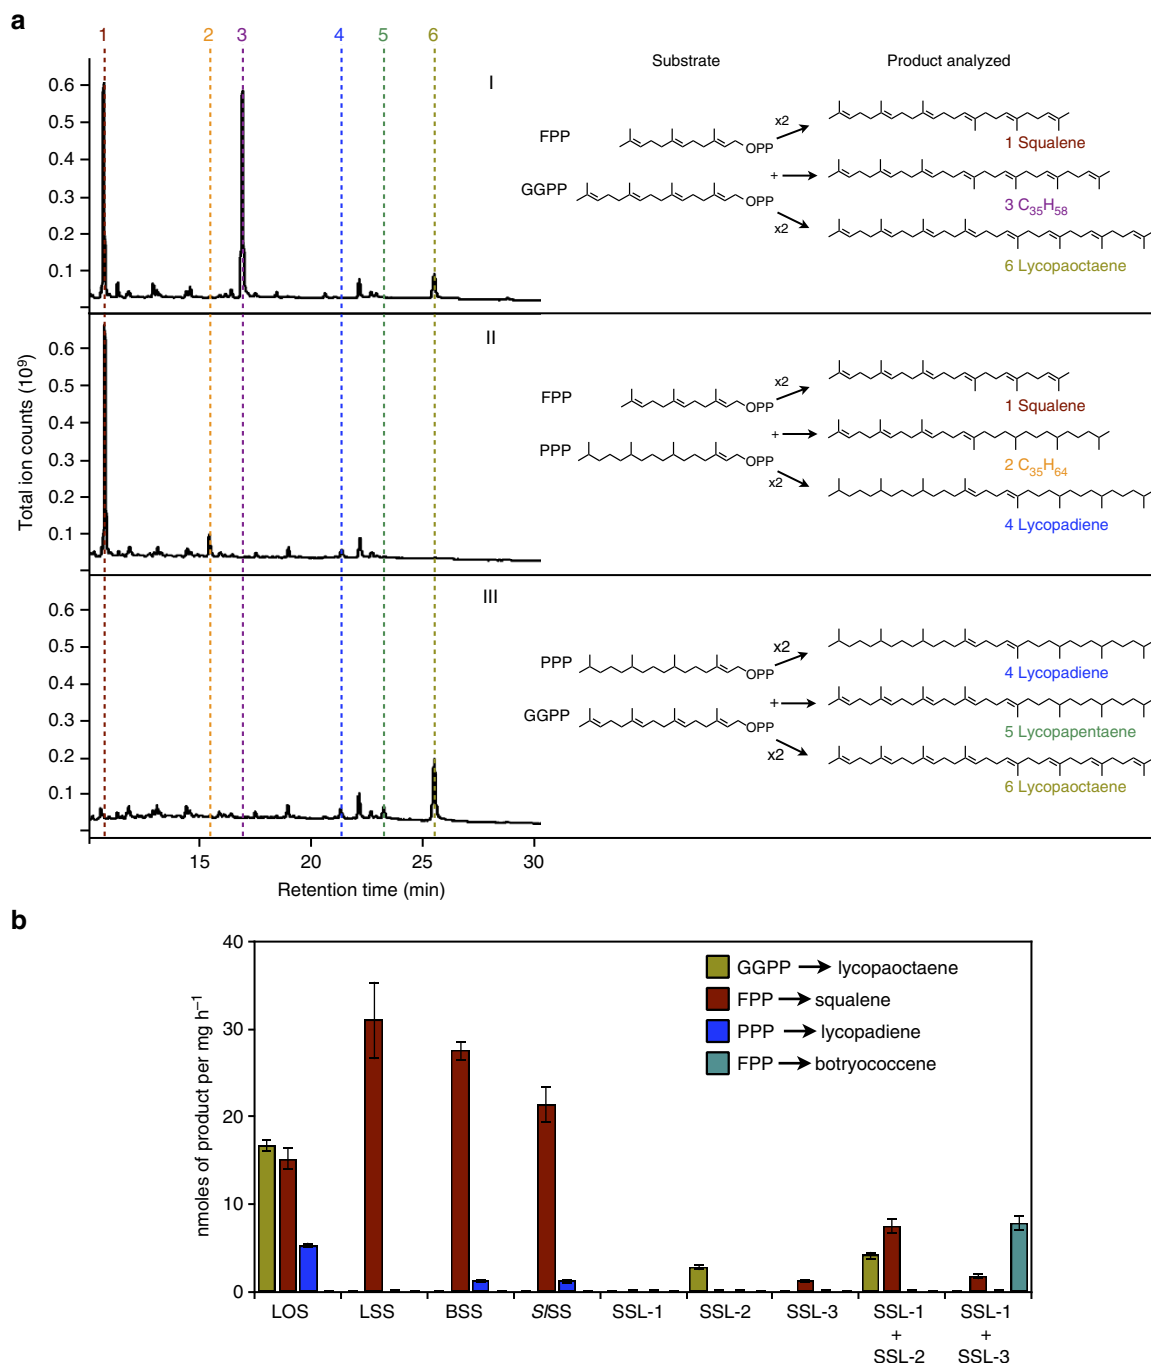 a
1 2 3 4 5 6
Substrate Product analyzed
I
0.6
0.5
0.4
0.3
0.2
0.1
FPP OPP x2
1 Squalene
GGPP OPP + x2
3 C35H58
6 Lycopaoctaene
Total ion counts (10⁹)
II
0.6
0.5
0.4
0.3
0.2
0.1
FPP OPP x2
1 Squalene
PPP OPP + x2
2 C35H64
4 Lycopadiene
III
0.6
0.5
0.4
0.3
0.2
0.1
PPP OPP x2
4 Lycopadiene
GGPP OPP + x2
5 Lycopapentaene
6 Lycopaoctaene
15 20 25 30
Retention time (min)
b
nmoles of product per mg h⁻¹
40
30
20
10
0
GGPP → lycopaoctaene
FPP → squalene
PPP → lycopadiene
FPP → botryococcene
LOS LSS BSS SlSS SSL-1 SSL-2 SSL-3 SSL-1 SSL-1
+ +
SSL-2 SSL-3